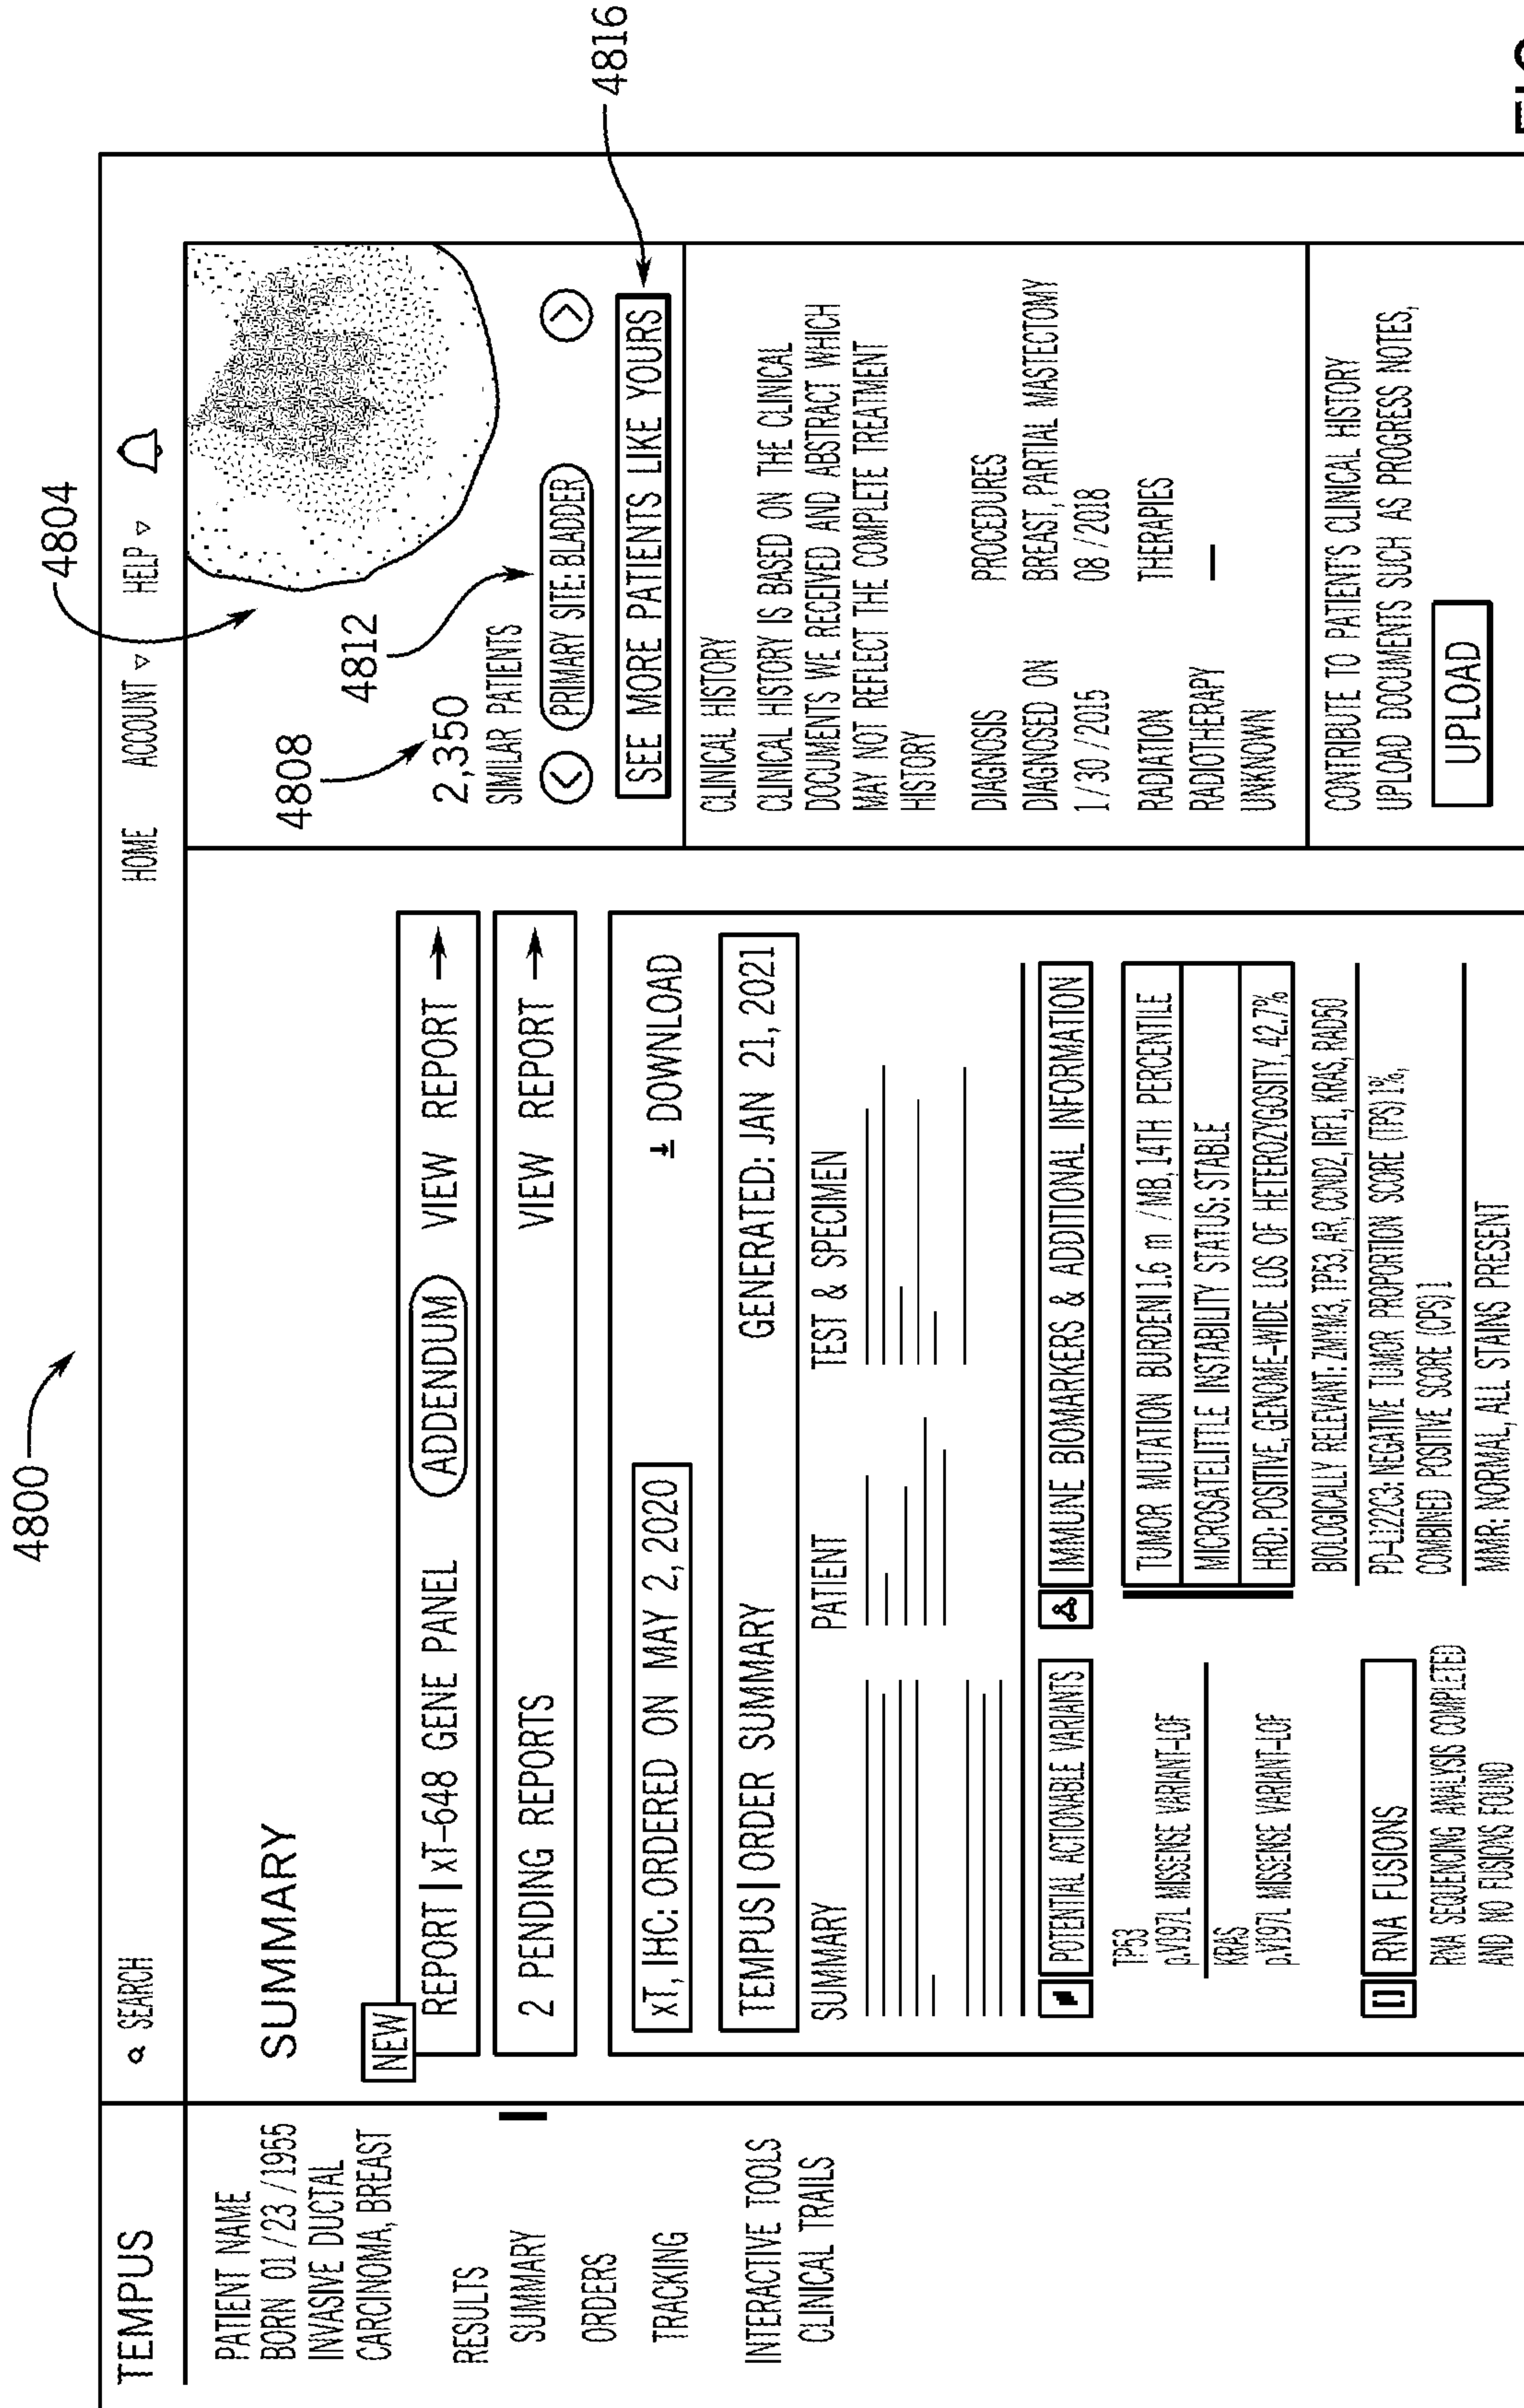 4800
4804
TEMPUS
SEARCH
HOME
ACCOUNT
HELP
PATIENT NAME
BORN 01/23/1955
INVASIVE DUCTAL
CARCINOMA, BREAST
RESULTS
SUMMARY
ORDERS
TRACKING
INTERACTIVE TOOLS
CLINICAL TRAILS
SUMMARY
NEW
REPORT | xT-648 GENE PANEL
ADDENDUM
VIEW REPORT
2 PENDING REPORTS
VIEW REPORT
xT, IHC: ORDERED ON MAY 2, 2020
DOWNLOAD
TEMPUS | ORDER SUMMARY
GENERATED: JAN 21, 2021
SUMMARY
PATIENT
TEST & SPECIMEN
POTENTIAL ACTIONABLE VARIANTS
TP53
p.V197L MISSENSE VARIANT-LOF
KRAS
p.V197L MISSENSE VARIANT-LOF
RNA FUSIONS
RNA SEQUENCING ANALYSIS COMPLETED
AND NO FUSIONS FOUND
IMMUNE BIOMARKERS & ADDITIONAL INFORMATION
TUMOR MUTATION BURDENI 1.6 m / MB, 14TH PERCENTILE
MICROSATELITTLE INSTABILITY STATUS: STABLE
HRD: POSITIVE, GENOME-WIDE LOS OF HETEROZYGOSITY, 42.7%
BIOLOGICALLY RELEVANT: ZMYM3, TP53, AR, CCND2, IRF1, KRAS, RAD50
PD-L122C3: NEGATIVE TUMOR PROPORTION SCORE (TPS) 1%,
COMBINED POSITIVE SCORE (CPS) 1
MMR: NORMAL, ALL STAINS PRESENT
4808
2,350
SIMILAR PATIENTS
4812
PRIMARY SITE: BLADDER
SEE MORE PATIENTS LIKE YOURS
4816
CLINICAL HISTORY
CLINICAL HISTORY IS BASED ON THE CLINICAL
DOCUMENTS WE RECEIVED AND ABSTRACT WHICH
MAY NOT REFLECT THE COMPLETE TREATMENT
HISTORY
DIAGNOSIS
DIAGNOSED ON
1/30/2015
PROCEDURES
BREAST, PARTIAL MASTECTOMY
08/2018
RADIATION
RADIOTHERAPY
UNKNOWN
THERAPIES
—
CONTRIBUTE TO PATIENT'S CLINICAL HISTORY
UPLOAD DOCUMENTS SUCH AS PROGRESS NOTES,
UPLOAD